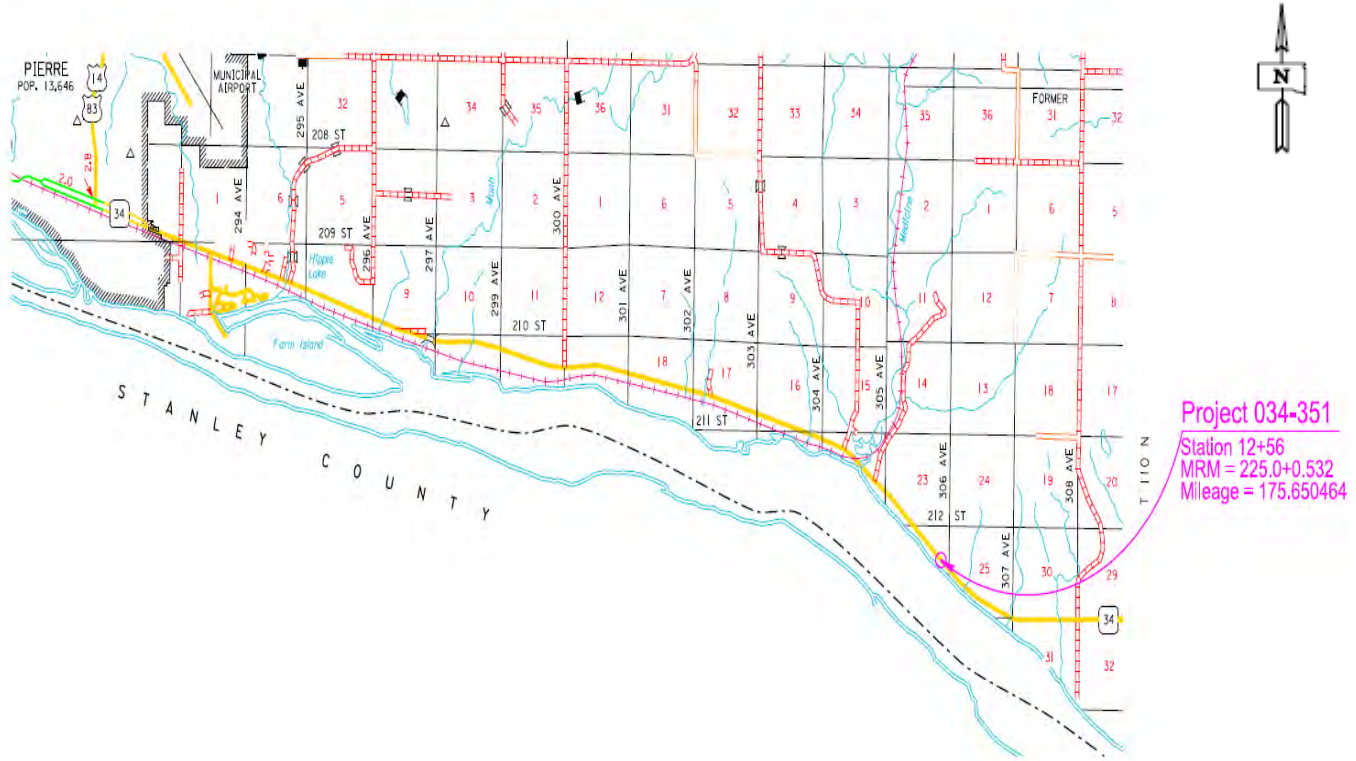 PIERRE
POP. 13,646
14
83
MUNICIPAL
AIRPORT
N
295 AVE
32
34
35
36
31
32
33
34
35
36
FORMER
31
32
208 ST
2.8
2.0
34
1
294 AVE
6
5
3
2
300 AVE
1
6
5
4
3
2
1
6
5
209 ST
296 AVE
297 AVE
Hipple
Lake
9
10
299 AVE
11
12
301 AVE
7
302 AVE
8
303 AVE
9
10
11
12
7
8
210 ST
Farm Island
18
17
16
304 AVE
15
305 AVE
14
13
18
17
211 ST
STANLEY
COUNTY
23
306 AVE
24
19
308 AVE
20
T 110 N
212 ST
25
307 AVE
30
29
34
31
32
Project 034-351
Station 12+56
MRM = 225.0+0.532
Mileage = 175.650464